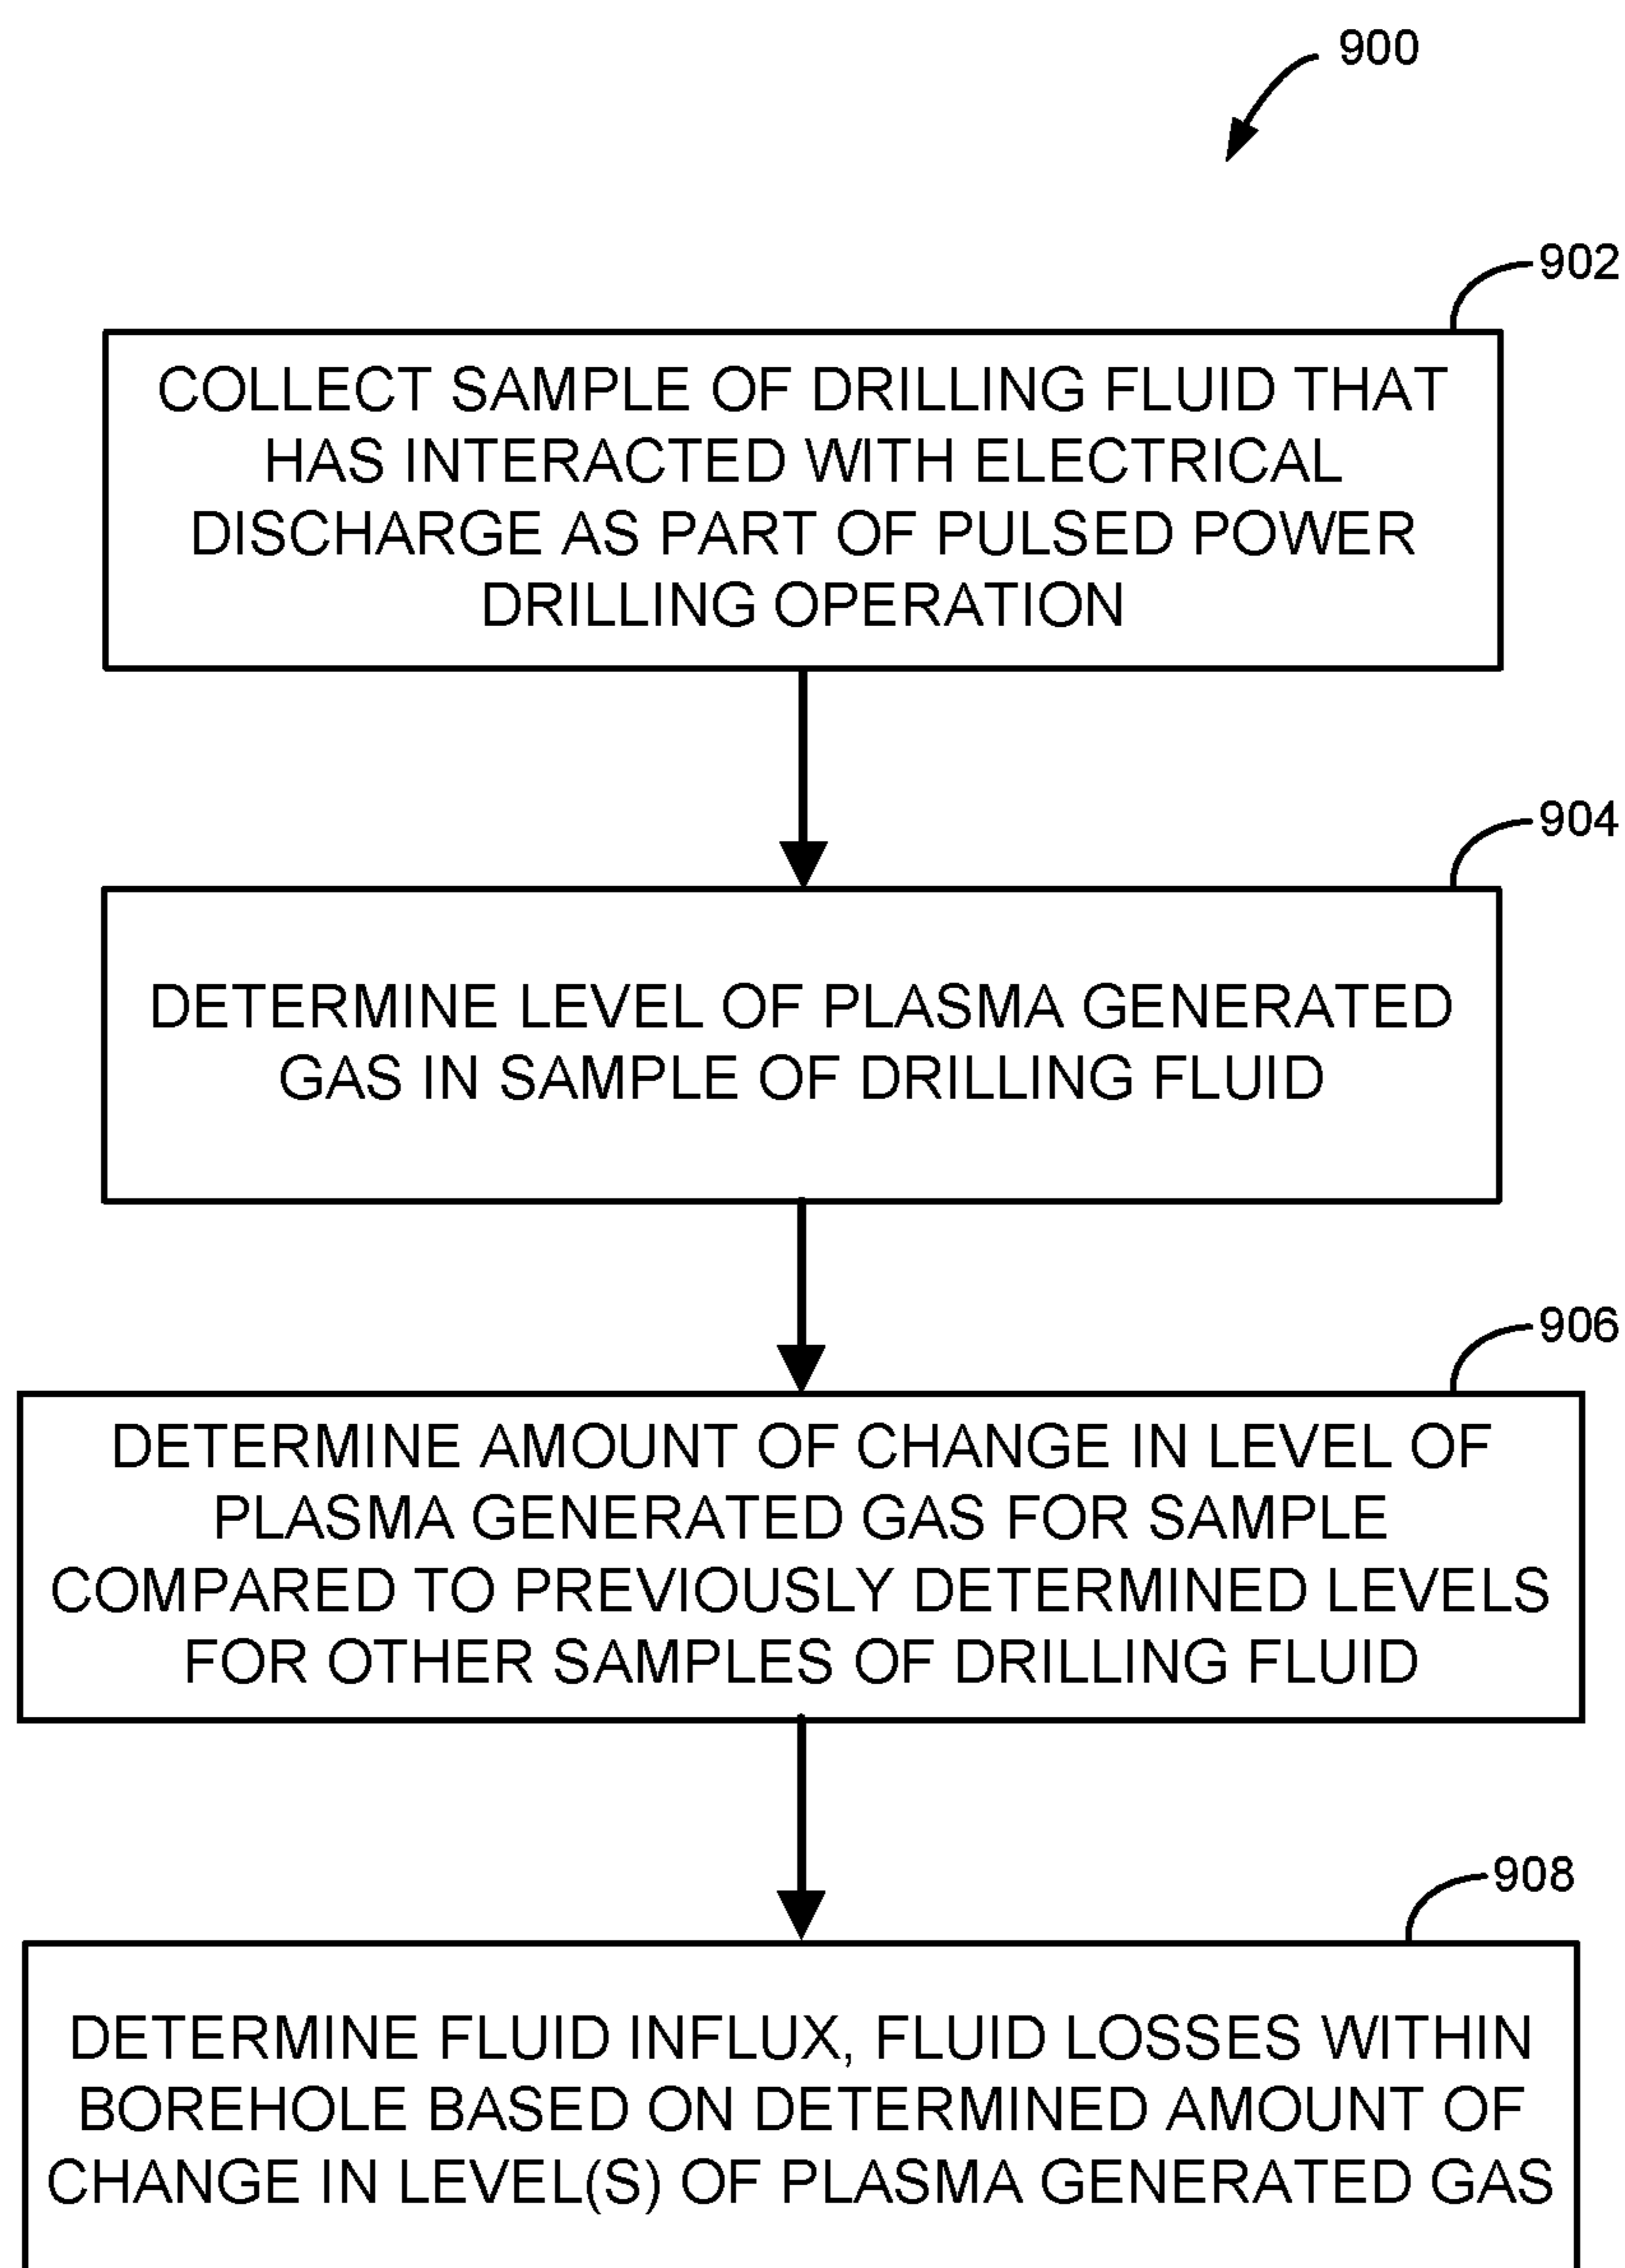 900
902
COLLECT SAMPLE OF DRILLING FLUID THAT
HAS INTERACTED WITH ELECTRICAL
DISCHARGE AS PART OF PULSED POWER
DRILLING OPERATION
904
DETERMINE LEVEL OF PLASMA GENERATED
GAS IN SAMPLE OF DRILLING FLUID
906
DETERMINE AMOUNT OF CHANGE IN LEVEL OF
PLASMA GENERATED GAS FOR SAMPLE
COMPARED TO PREVIOUSLY DETERMINED LEVELS
FOR OTHER SAMPLES OF DRILLING FLUID
908
DETERMINE FLUID INFLUX, FLUID LOSSES WITHIN
BOREHOLE BASED ON DETERMINED AMOUNT OF
CHANGE IN LEVEL(S) OF PLASMA GENERATED GAS